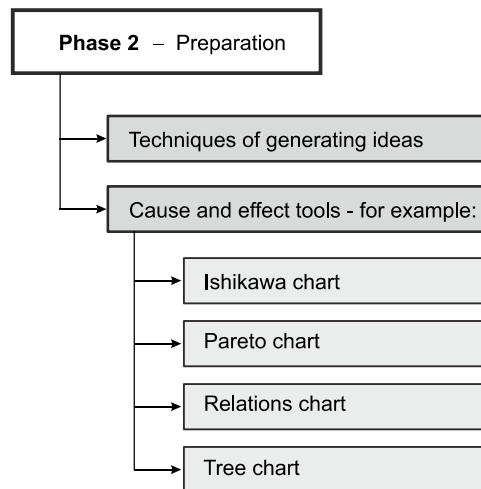 Phase 2 – Preparation
Techniques of generating ideas
Cause and effect tools - for example:
Ishikawa chart
Pareto chart
Relations chart
Tree chart